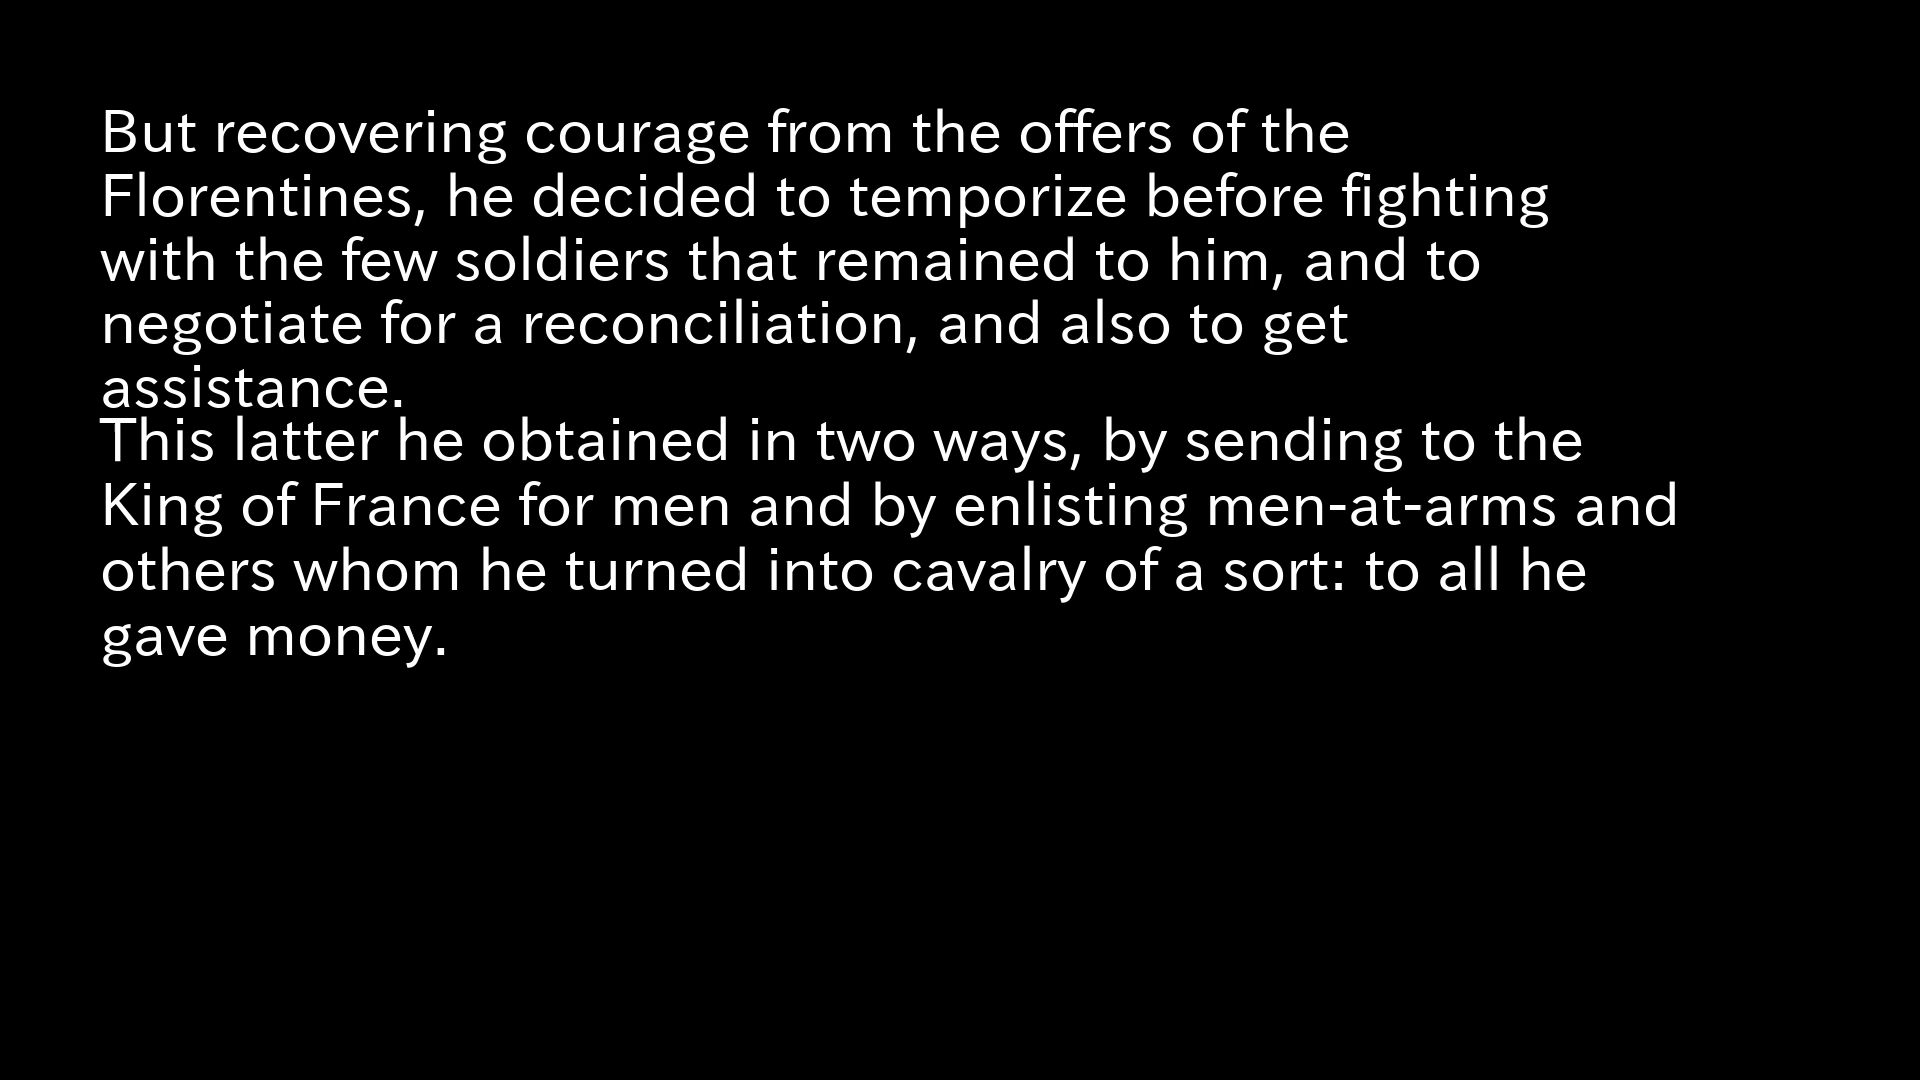 But recovering courage from the offers of the
Florentines, he decided to temporize before fighting
with the few soldiers that remained to him, and to
negotiate for a reconciliation, and also to get
assistance.
This latter he obtained in two ways, by sending to the
King of France for men and by enlisting men-at-arms and
others whom he turned into cavalry of a sort: to all he
gave money.